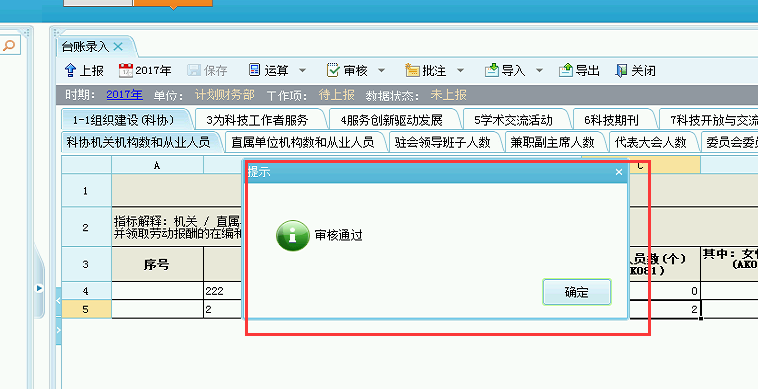 台账录入
上报 2017年 保存 运算 审核 批注 导入 导出 关闭
时期： 2017年 单位： 计划财务部 工作项： 待上报 数据状态： 未上报
1-1组织建设(科协) 3为科技工作者服务 4服务创新驱动发展 5学术交流活动 6科技期刊 7科技开放与交流
科协机关机构数和从业人员 直属单位机构数和从业人员 驻会领导班子人数 兼职副主席人数 代表大会人数 委员会委
A C
提示
1
2 指标解释：机关 / 直属
并领取劳动报酬的在编和
审核通过
3 序号 人员数(个) 其中：女性
K081) (AK0
4 222 0
5 2 2
确定